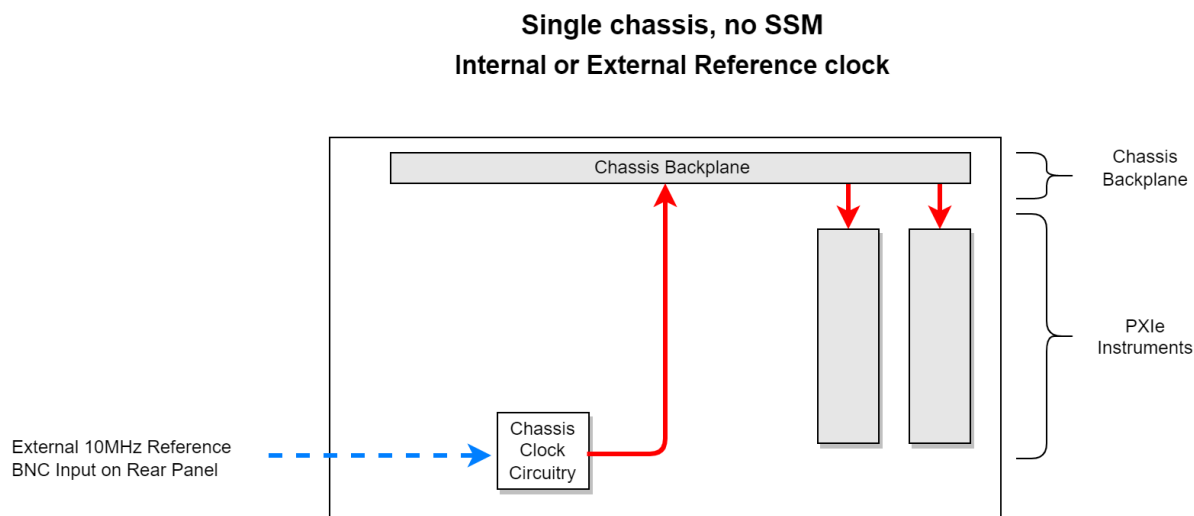 Single chassis, no SSM
Internal or External Reference clock
Chassis Backplane
Chassis
Backplane
PXIe
Instruments
Chassis
Clock
Circuitry
External 10MHz Reference
BNC Input on Rear Panel